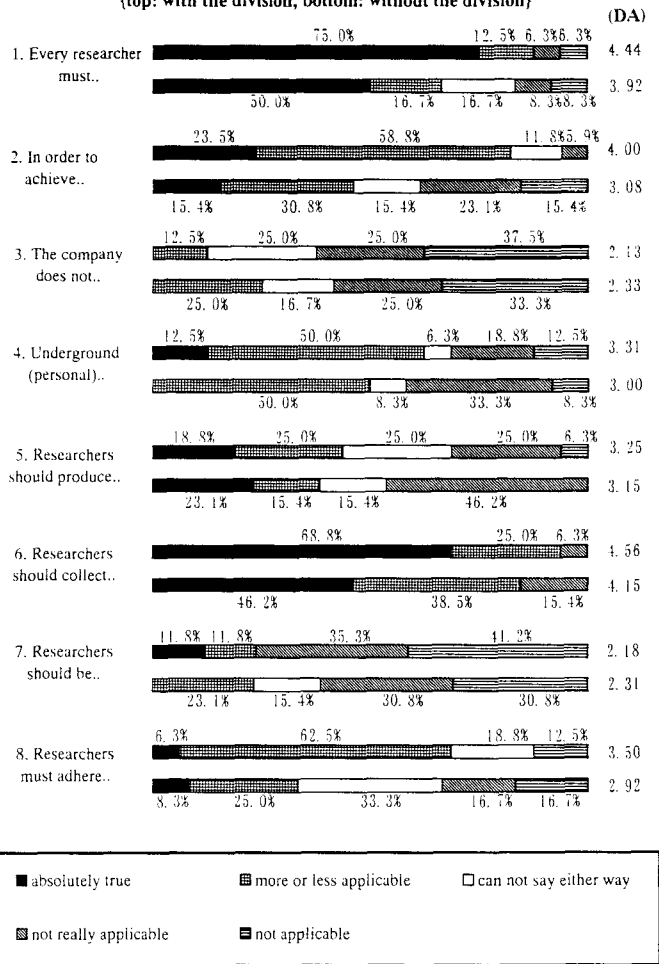 {top: with the division, bottom: without the division}
(DA)
75.0% 12.5% 6.3% 6.3%
1. Every researcher must.. 4.44
3.92
50.0% 16.7% 16.7% 8.3% 8.3%
23.5% 58.8% 11.8% 5.9%
2. In order to achieve.. 4.00
3.08
15.4% 30.8% 15.4% 23.1% 15.4%
12.5% 25.0% 25.0% 37.5%
3. The company does not.. 2.13
2.33
25.0% 16.7% 25.0% 33.3%
12.5% 50.0% 6.3% 18.8% 12.5%
4. Underground (personal).. 3.31
3.00
50.0% 8.3% 33.3% 8.3%
18.8% 25.0% 25.0% 25.0% 6.3%
5. Researchers should produce.. 3.25
3.15
23.1% 15.4% 15.4% 46.2%
68.8% 25.0% 6.3%
6. Researchers should collect.. 4.56
4.15
46.2% 38.5% 15.4%
11.8% 11.8% 35.3% 41.2%
7. Researchers should be.. 2.18
2.31
23.1% 15.4% 30.8% 30.8%
6.3% 62.5% 18.8% 12.5%
8. Researchers must adhere.. 3.50
2.92
8.3% 25.0% 33.3% 16.7% 16.7%
absolutely true more or less applicable can not say either way
not really applicable not applicable